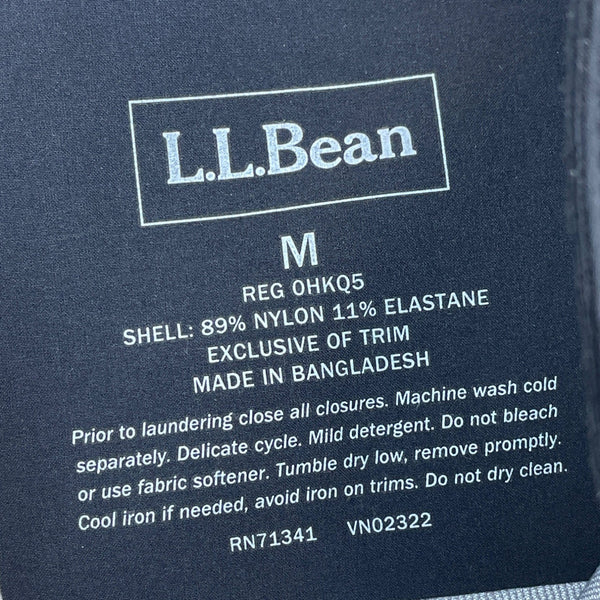 L.L.Bean
M
REG 0HKQ5
SHELL: 89% NYLON 11% ELASTANE
EXCLUSIVE OF TRIM
MADE IN BANGLADESH
Prior to laundering close all closures. Machine wash cold
separately. Delicate cycle. Mild detergent. Do not bleach
or use fabric softener. Tumble dry low, remove promptly.
Cool iron if needed, avoid iron on trims. Do not dry clean.
RN71341 VN02322